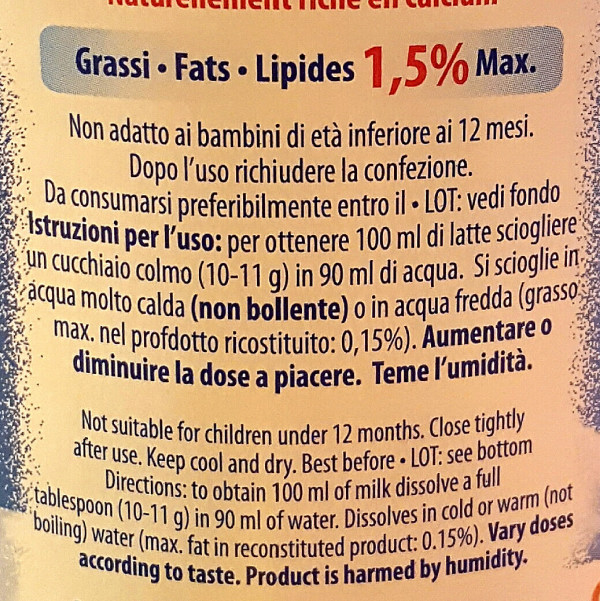 Naturellement riche en calcium
Grassi • Fats • Lipides 1,5% Max.
Non adatto ai bambini di età inferiore ai 12 mesi.
Dopo l'uso richiudere la confezione.
Da consumarsi preferibilmente entro il • LOT: vedi fondo
Istruzioni per l'uso: per ottenere 100 ml di latte sciogliere
un cucchiaio colmo (10-11 g) in 90 ml di acqua. Si scioglie in
acqua molto calda (non bollente) o in acqua fredda (grasso
max. nel profdotto ricostituito: 0,15%). Aumentare o
diminuire la dose a piacere. Teme l'umidità.
Not suitable for children under 12 months. Close tightly
after use. Keep cool and dry. Best before • LOT: see bottom
Directions: to obtain 100 ml of milk dissolve a full
tablespoon (10-11 g) in 90 ml of water. Dissolves in cold or warm (not
boiling) water (max. fat in reconstituted product: 0.15%). Vary doses
according to taste. Product is harmed by humidity.